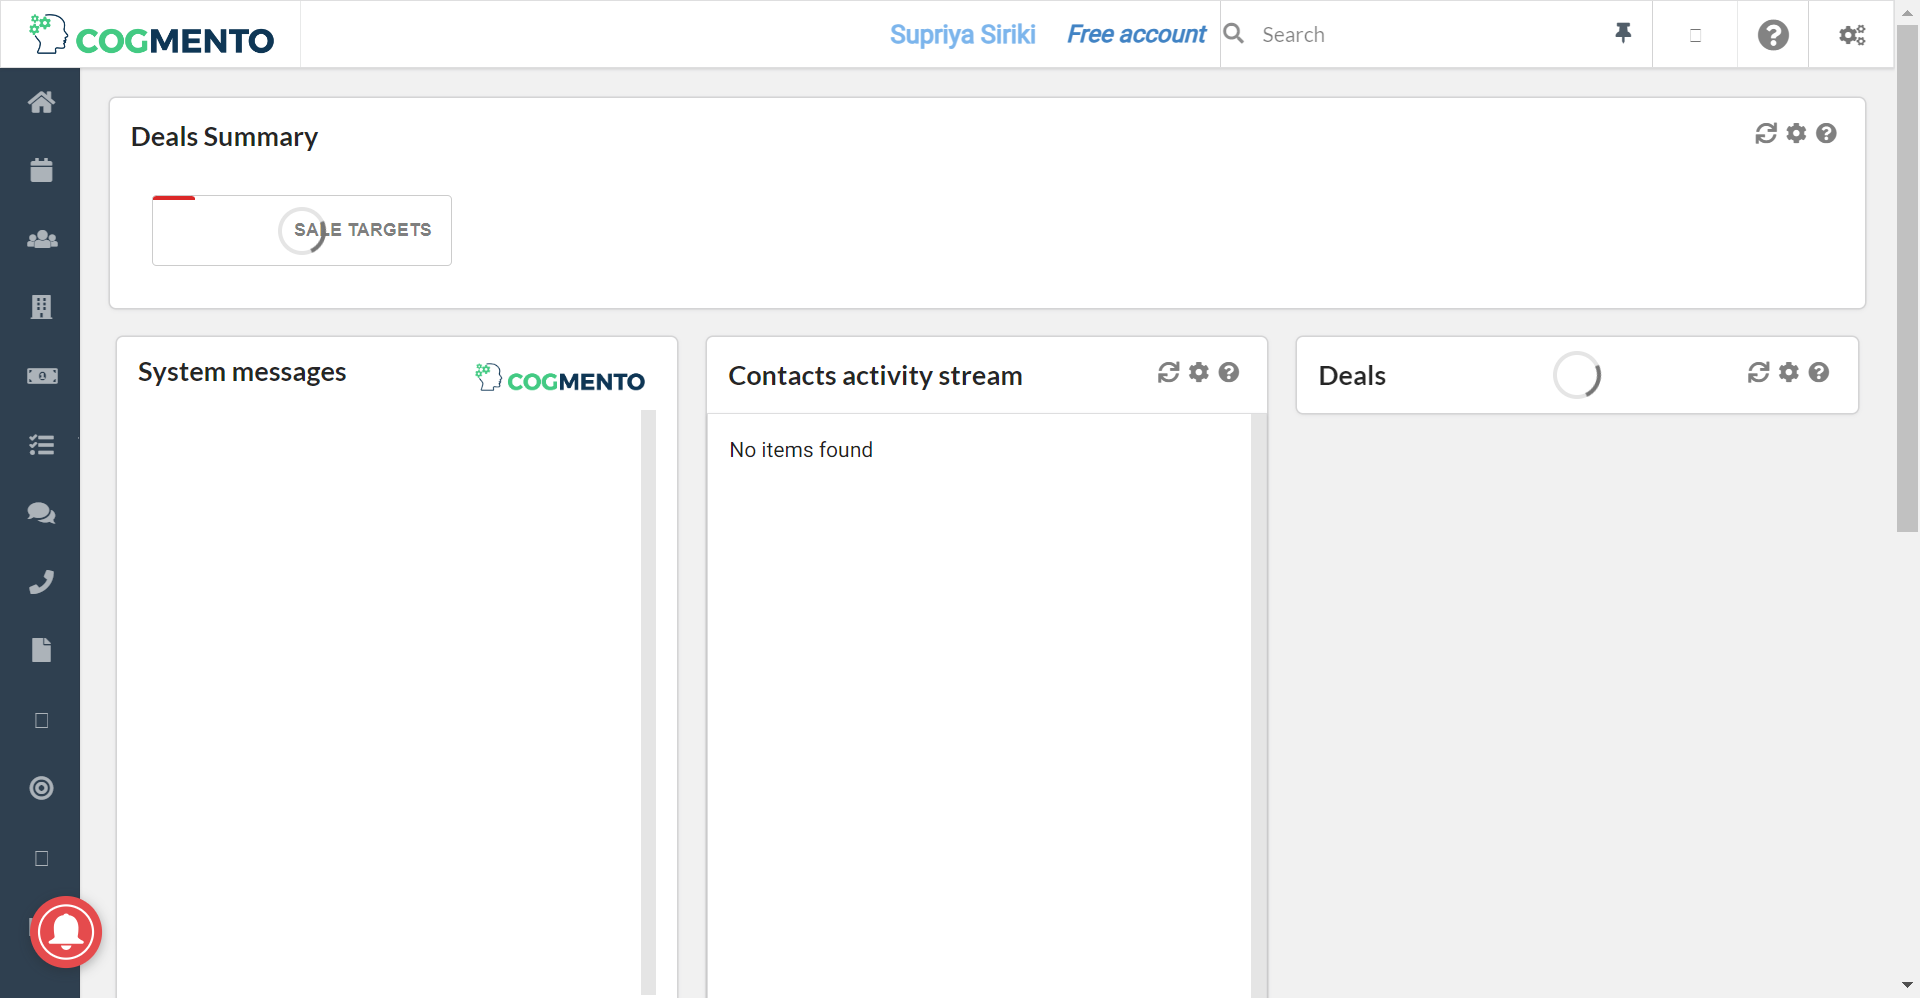 COGMENTO
Supriya Siriki
Free account
Search
Deals Summary
SALE TARGETS
System messages
COGMENTO
Contacts activity stream
No items found
Deals